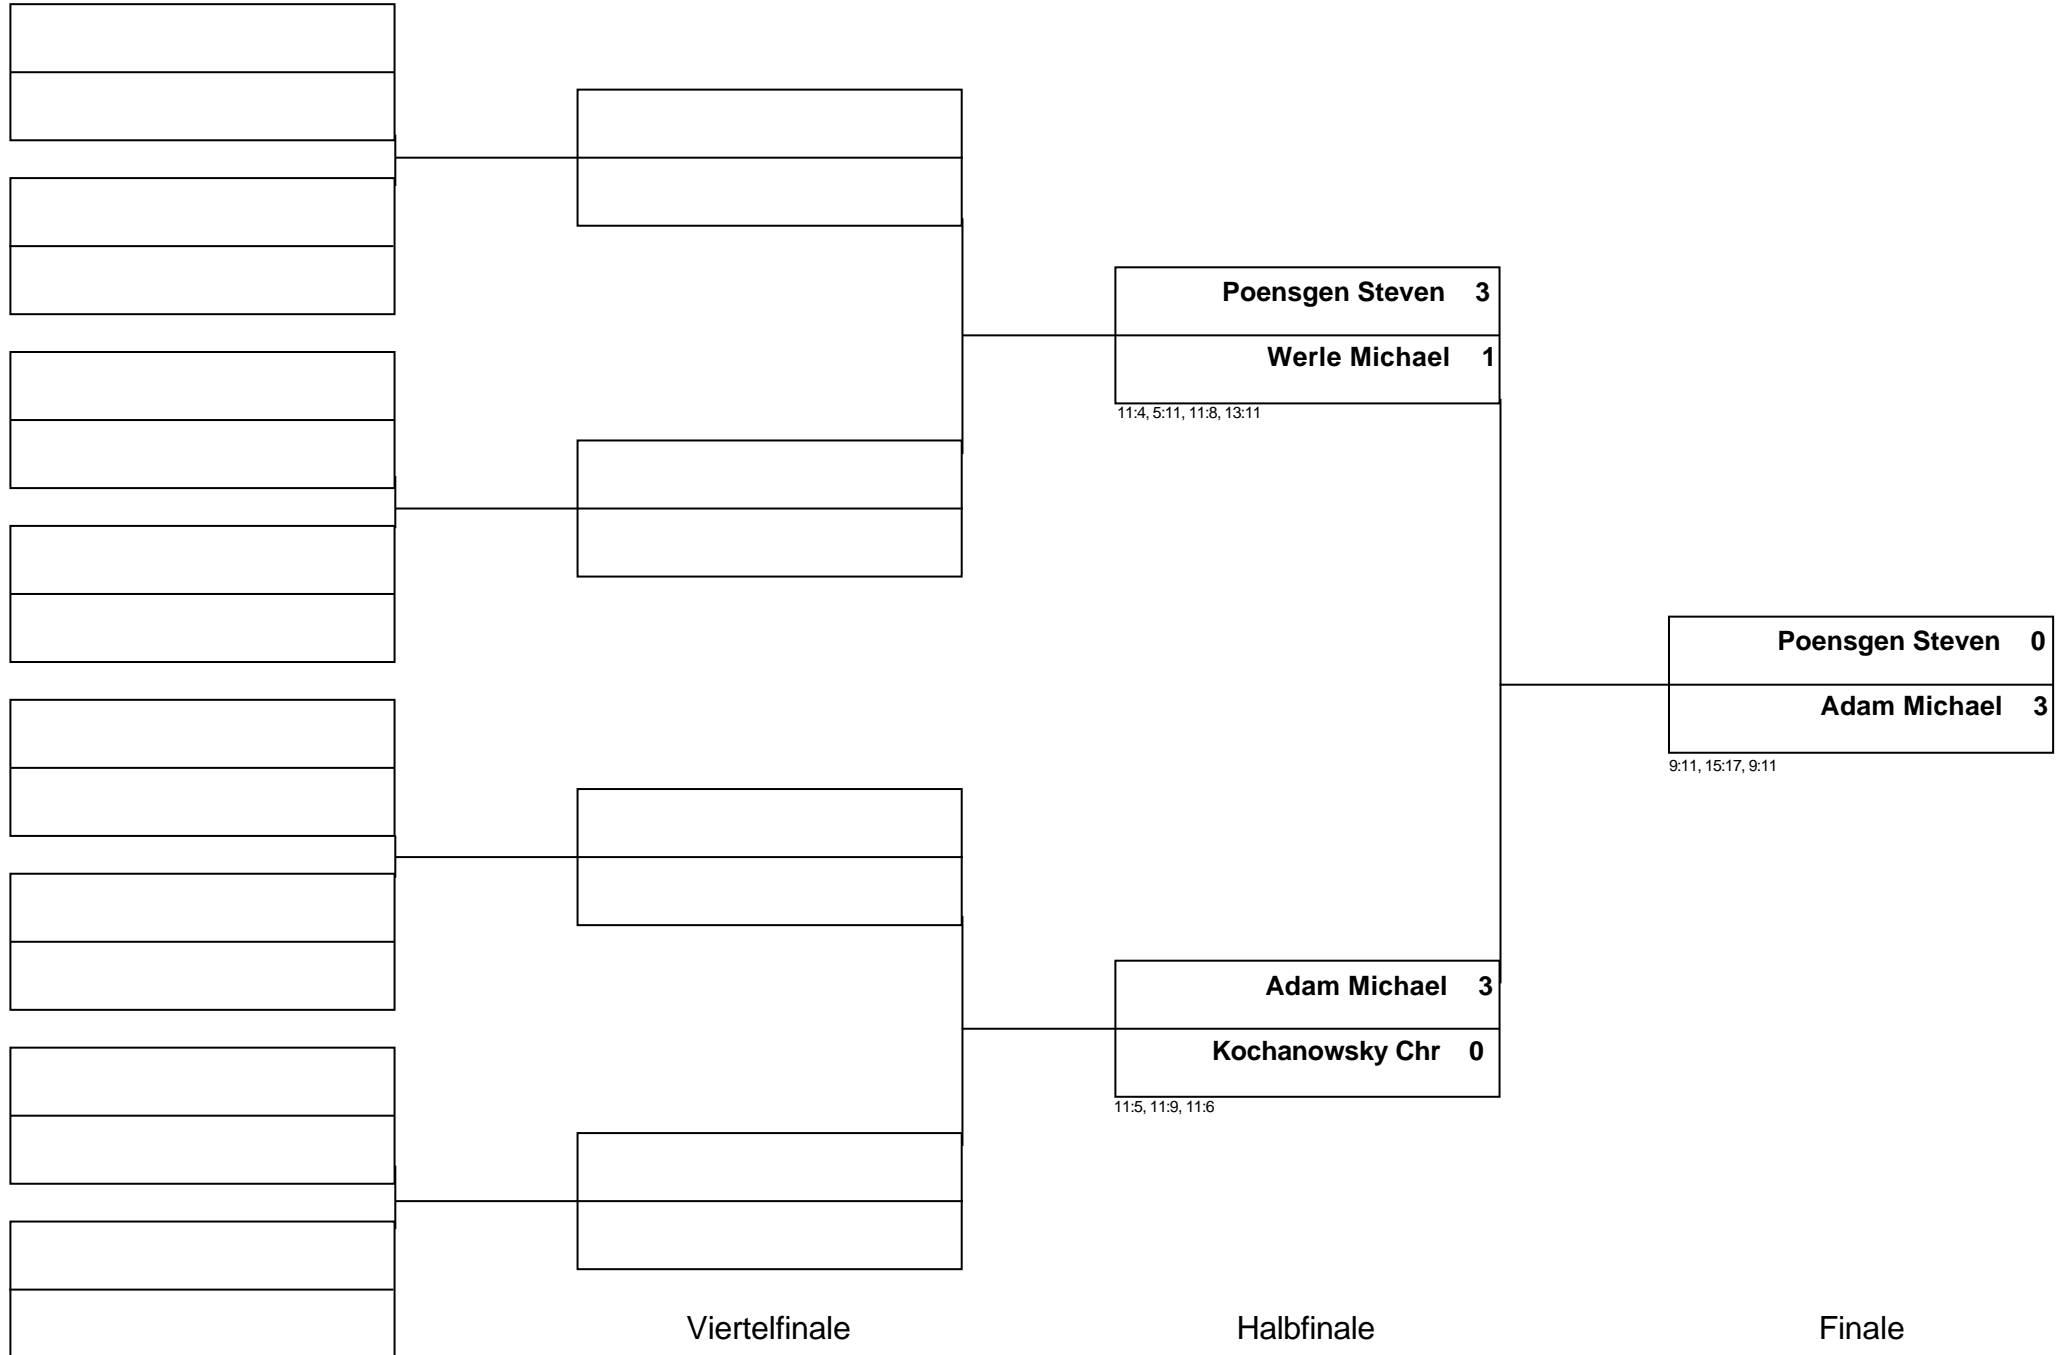 Poensgen Steven 3
Werle Michael 1
11:4, 5:11, 11:8, 13:11
Poensgen Steven 0
Adam Michael 3
9:11, 15:17, 9:11
Adam Michael 3
Kochanowsky Chr 0
11:5, 11:9, 11:6
Viertelfinale Halbfinale Finale